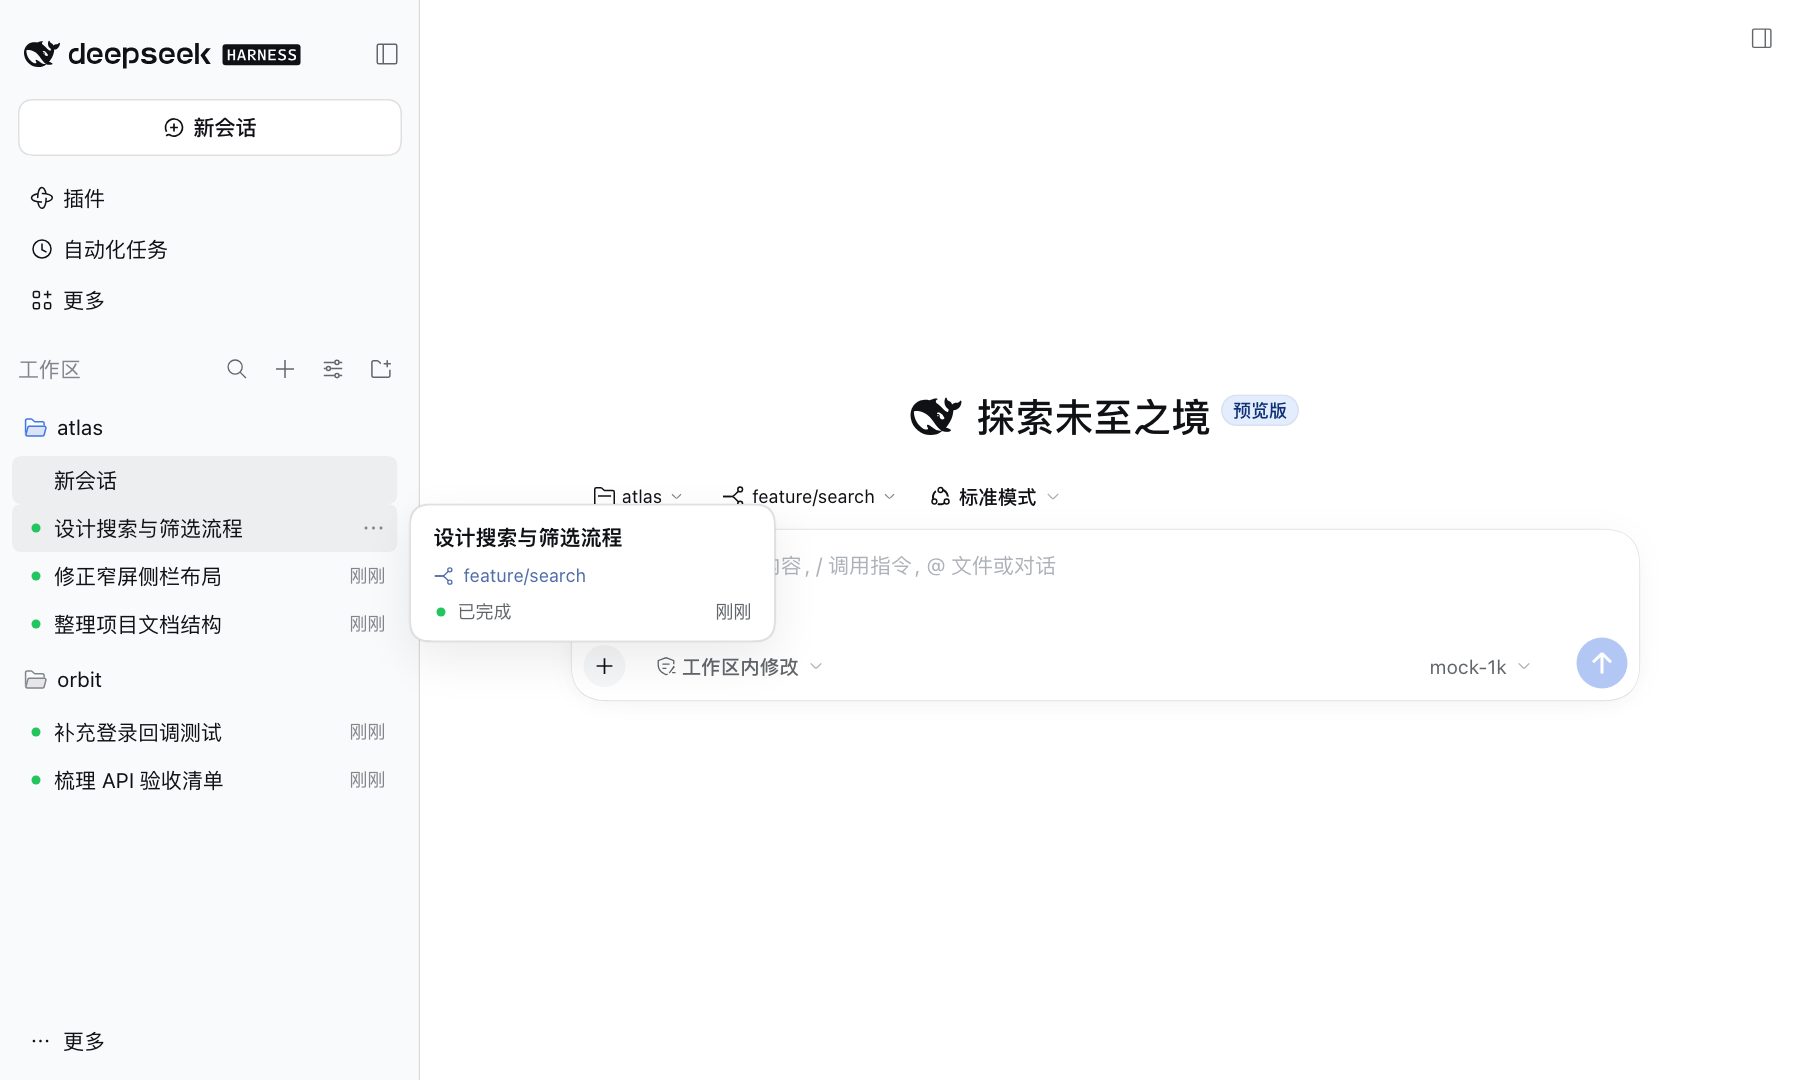 deepseek HARNESS
新会话
插件
自动化任务
更多
工作区
atlas
新会话
设计搜索与筛选流程
修正窄屏侧栏布局 刚刚
整理项目文档结构 刚刚
orbit
补充登录回调测试 刚刚
梳理 API 验收清单 刚刚
更多
探索未至之境 预览版
atlas feature/search 标准模式
设计搜索与筛选流程
feature/search
已完成 刚刚
容, / 调用指令, @ 文件或对话
工作区内修改 mock-1k